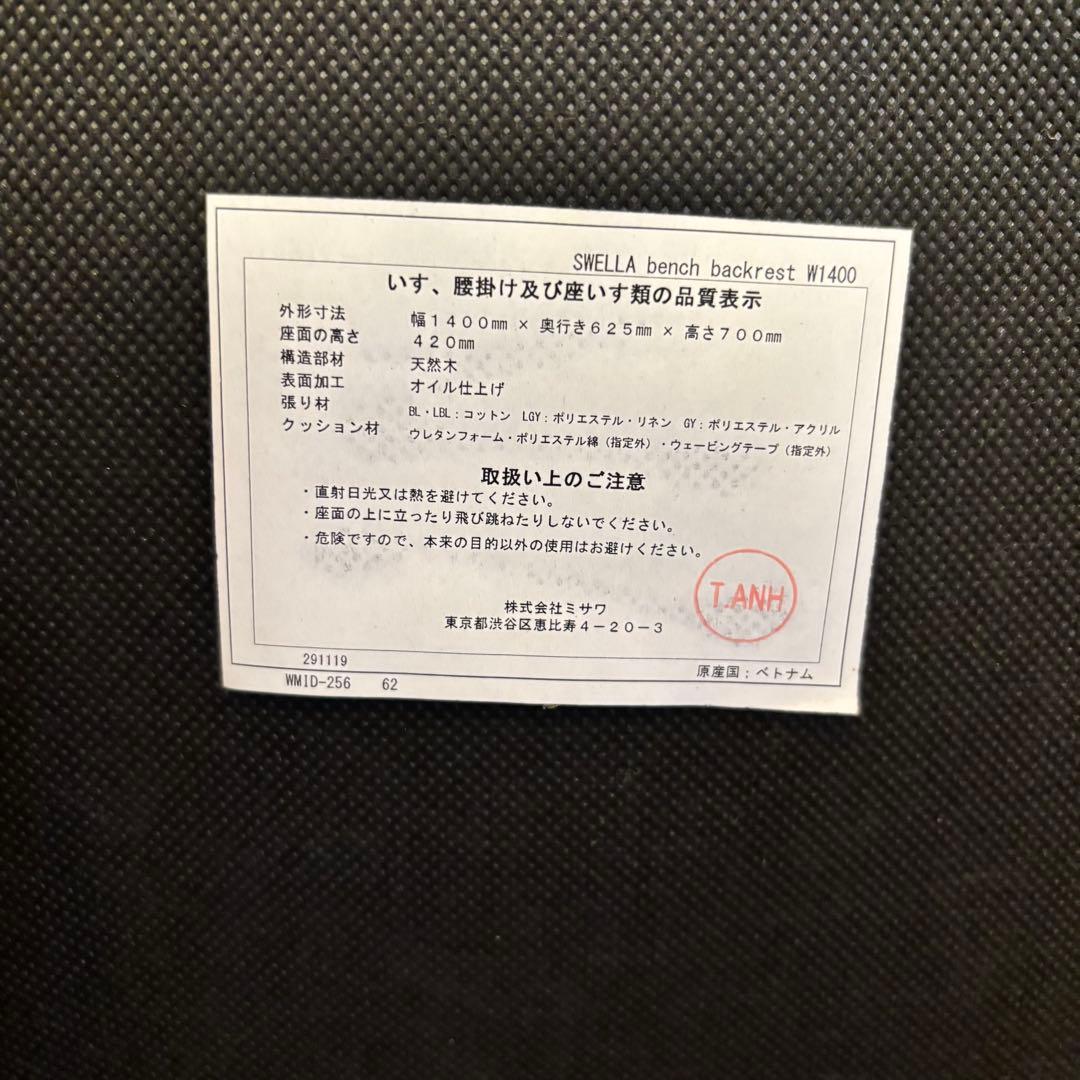 SWELLA bench backrest W1400
いす、腰掛け及び座いす類の品質表示
外形寸法 幅1400㎜ × 奥行き625㎜ × 高さ700㎜
座面の高さ 420㎜
構造部材 天然木
表面加工 オイル仕上げ
張り材 BL・LBL:コットン LGY:ポリエステル・リネン GY:ポリエステル・アクリル
クッション材 ウレタンフォーム・ポリエステル綿(指定外)・ウェービングテープ(指定外)
取扱い上のご注意
・直射日光又は熱を避けてください。
・座面の上に立ったり飛び跳ねたりしないでください。
・危険ですので、本来の目的以外の使用はお避けください。
T.ANH
株式会社ミサワ
東京都渋谷区恵比寿4-20-3
291119
WMID-256 62
原産国:ベトナム